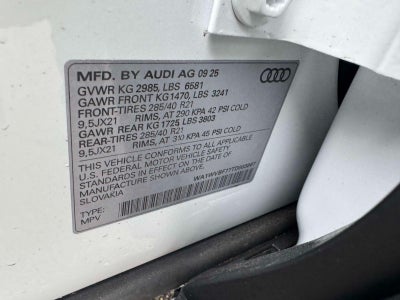 MFD. BY AUDI AG 09 25
GVWR KG 2985, LBS 6581
GAWR FRONT KG1470, LBS 3241
FRONT-TIRES 285/40 R21
9,5JX21 RIMS, AT 290 KPA 42 PSI COLD
GAWR REAR KG 1725 LBS 3803
REAR-TIRES 285/40 R21
9,5JX21 RIMS, AT 310 KPA 45 PSI COLD
THIS VEHICLE CONFORMS TO ALL APPLICABLE
U.S. FEDERAL MOTOR VEHICLE SAFETY
STANDARDS IN EFFECT ON THE DATE OF
MANUFACTURE SHOWN ABOVE
SLOVAKIA
TYPE:
MPV